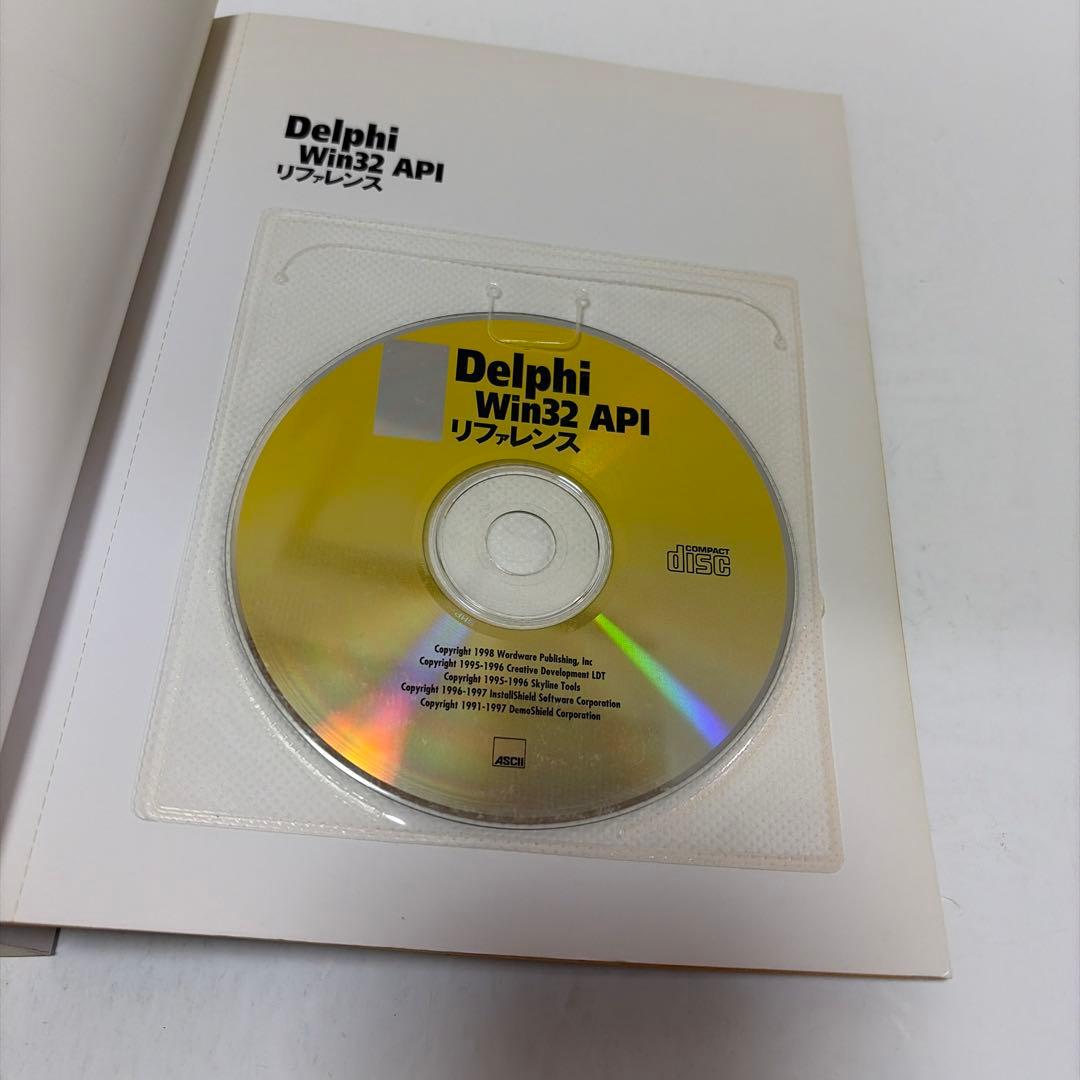 Delphi
Win32 API
リファレンス
Delphi
Win32 API
リファレンス
COMPACT
disc
Copyright 1998 Wordware Publishing, Inc
Copyright 1995-1996 Creative Development LDT
Copyright 1995-1996 Skyline Tools
Copyright 1996-1997 InstallShield Software Corporation
Copyright 1991-1997 DemoShield Corporation
ASCII